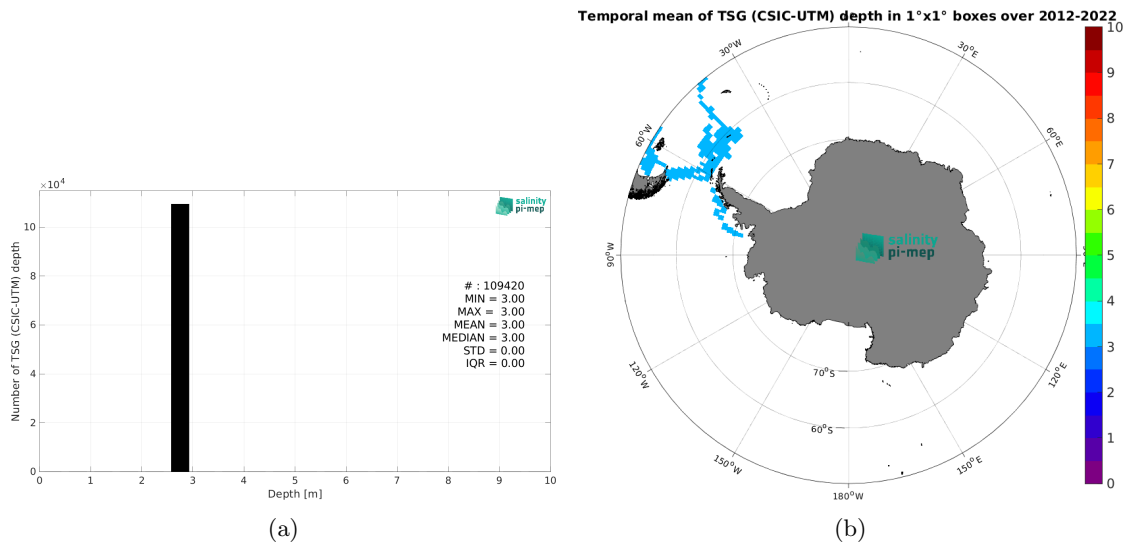 ×10⁴
10
8
6
4
2
0
Number of TSG (CSIC-UTM) depth
salinity
pi-mep
# : 109420
MIN = 3.00
MAX = 3.00
MEAN = 3.00
MEDIAN = 3.00
STD = 0.00
IQR = 0.00
0 1 2 3 4 5 6 7 8 9 10
Depth [m]
(a)
Temporal mean of TSG (CSIC-UTM) depth in 1°x1° boxes over 2012-2022
30°W
30°E
60°W
60°E
90°W
salinity
pi-mep
120°W
120°E
70°S
60°S
150°W
150°E
180°W
10
9
8
7
6
5
4
3
2
1
0
(b)